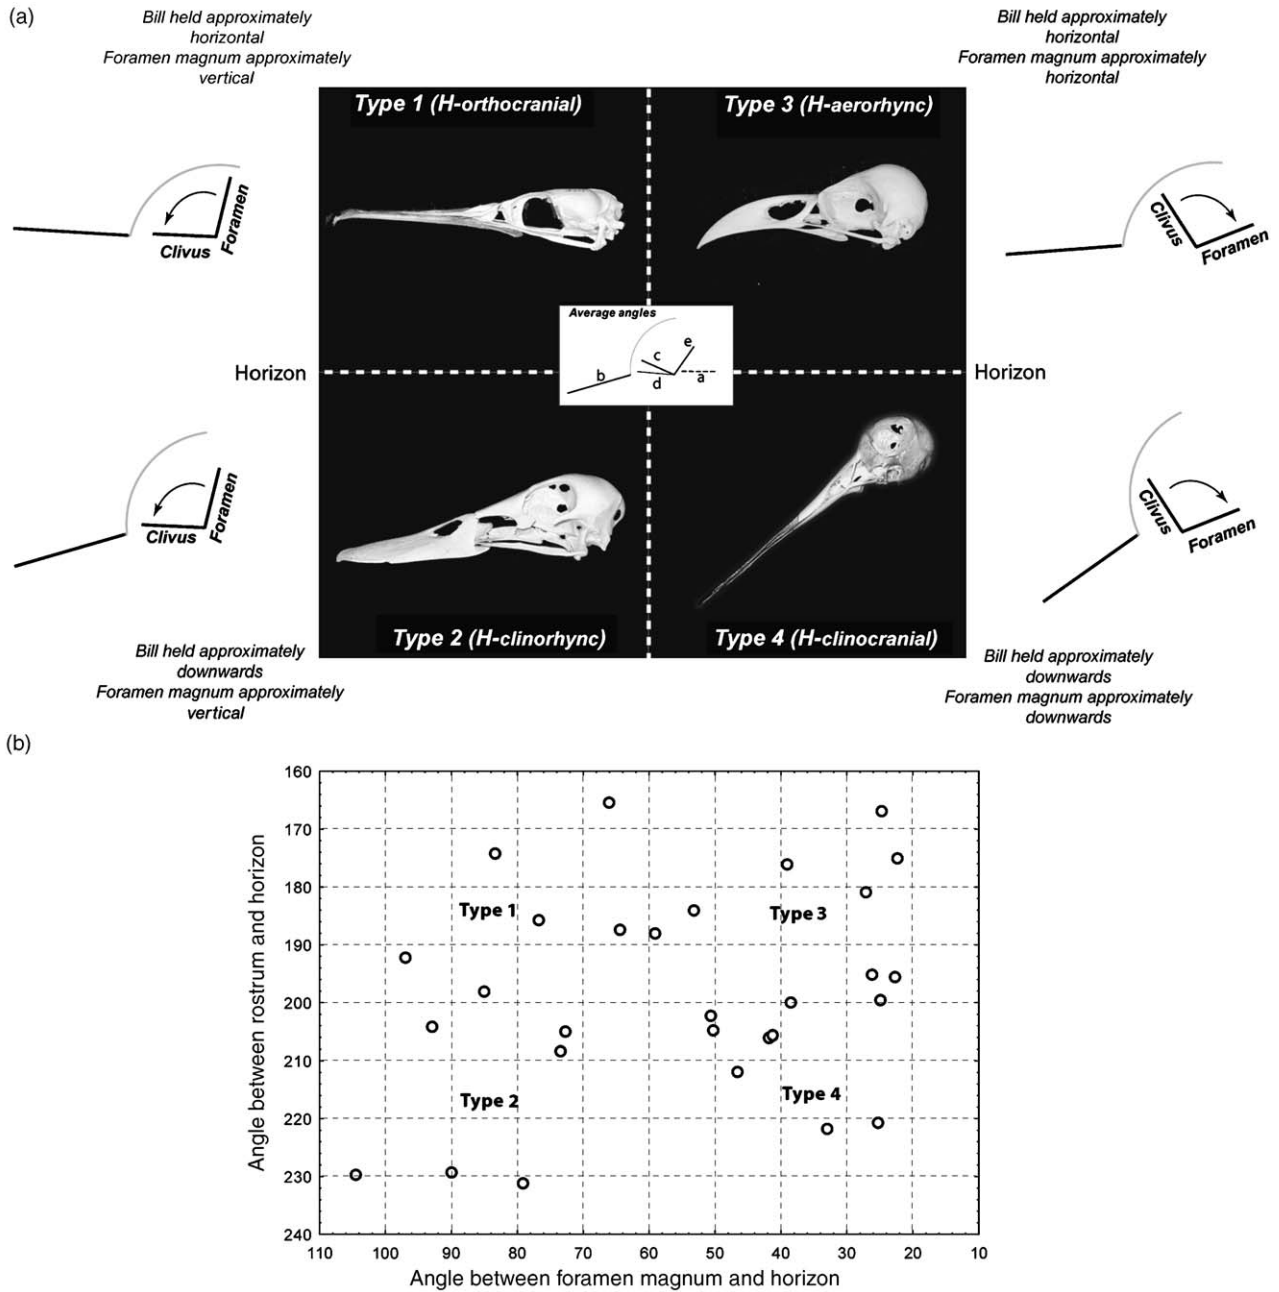 (a)
Bill held approximately
horizontal
Foramen magnum approximately
vertical
Bill held approximately
horizontal
Foramen magnum approximately
horizontal
Type 1 (H-orthocranial)
Type 3 (H-aerorhync)
Clivus
Foramen
Clivus
Foramen
Average angles
b
c
d
e
a
Horizon
Horizon
Clivus
Foramen
Clivus
Foramen
Type 2 (H-clinorhync)
Type 4 (H-clinocranial)
Bill held approximately
downwards
Foramen magnum approximately
vertical
Bill held approximately
downwards
Foramen magnum approximately
downwards
(b)
Angle between rostrum and horizon
160
170
180
190
200
210
220
230
240
Type 1
Type 3
Type 2
Type 4
110 100 90 80 70 60 50 40 30 20 10
Angle between foramen magnum and horizon